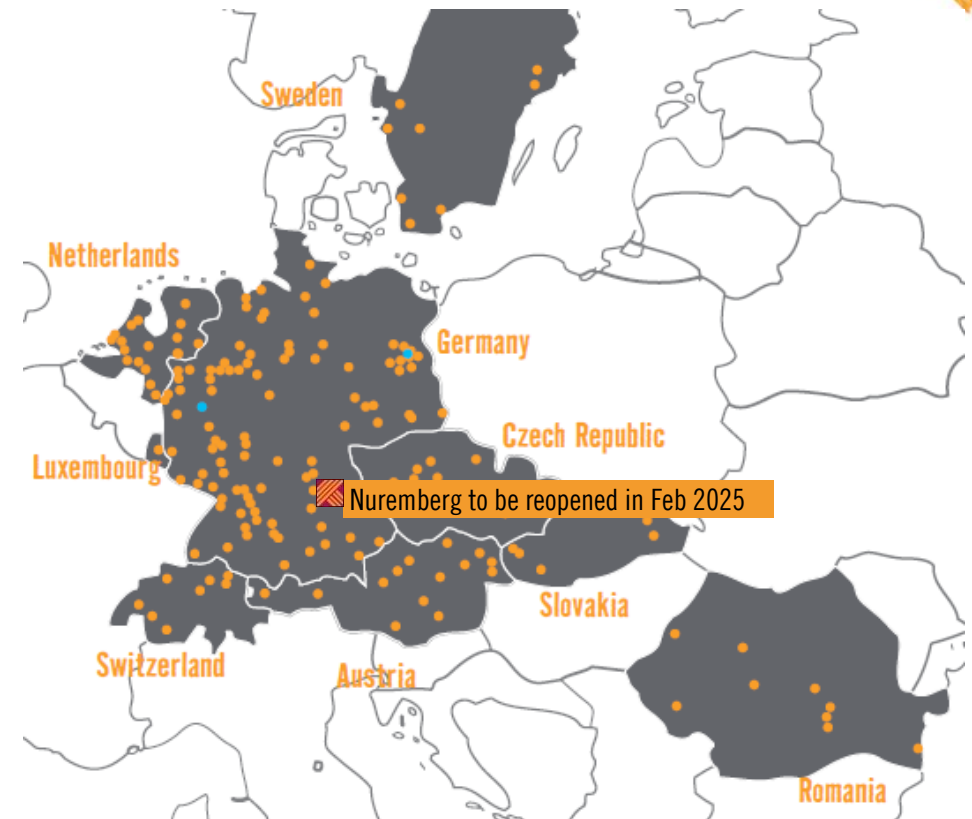 Sweden
Netherlands
Germany
Czech Republic
Luxembourg
Nuremberg to be reopened in Feb 2025
Slovakia
Switzerland
Austria
Romania